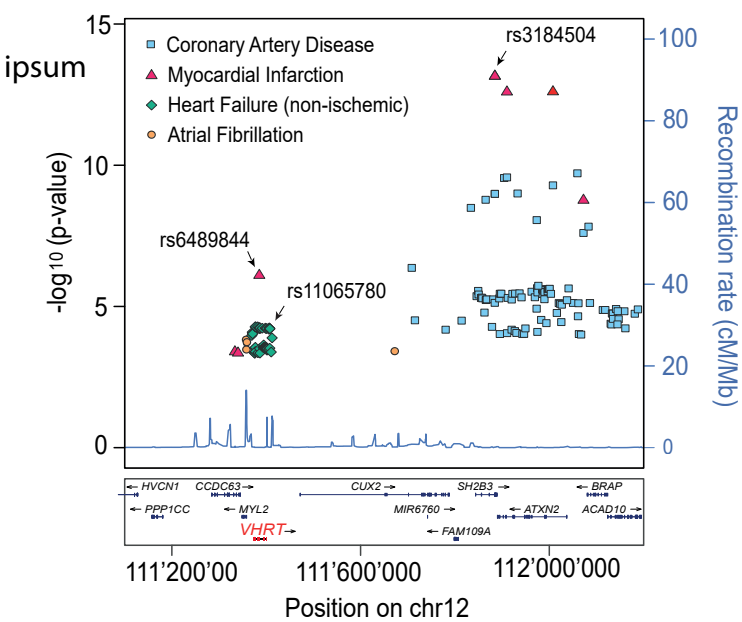 ipsum
Coronary Artery Disease
Myocardial Infarction
Heart Failure (non-ischemic)
Atrial Fibrillation
rs3184504
rs6489844
rs11065780
15
10
5
0
-log10 (p-value)
100
80
60
40
20
0
Recombination rate (cM/Mb)
HVCN1 CCDC63 CUX2 SH2B3 BRAP
PPP1CC MYL2 MIR6760 ATXN2 ACAD10
VHRT FAM109A
111'200'00 111'600'00 112'000'000
Position on chr12